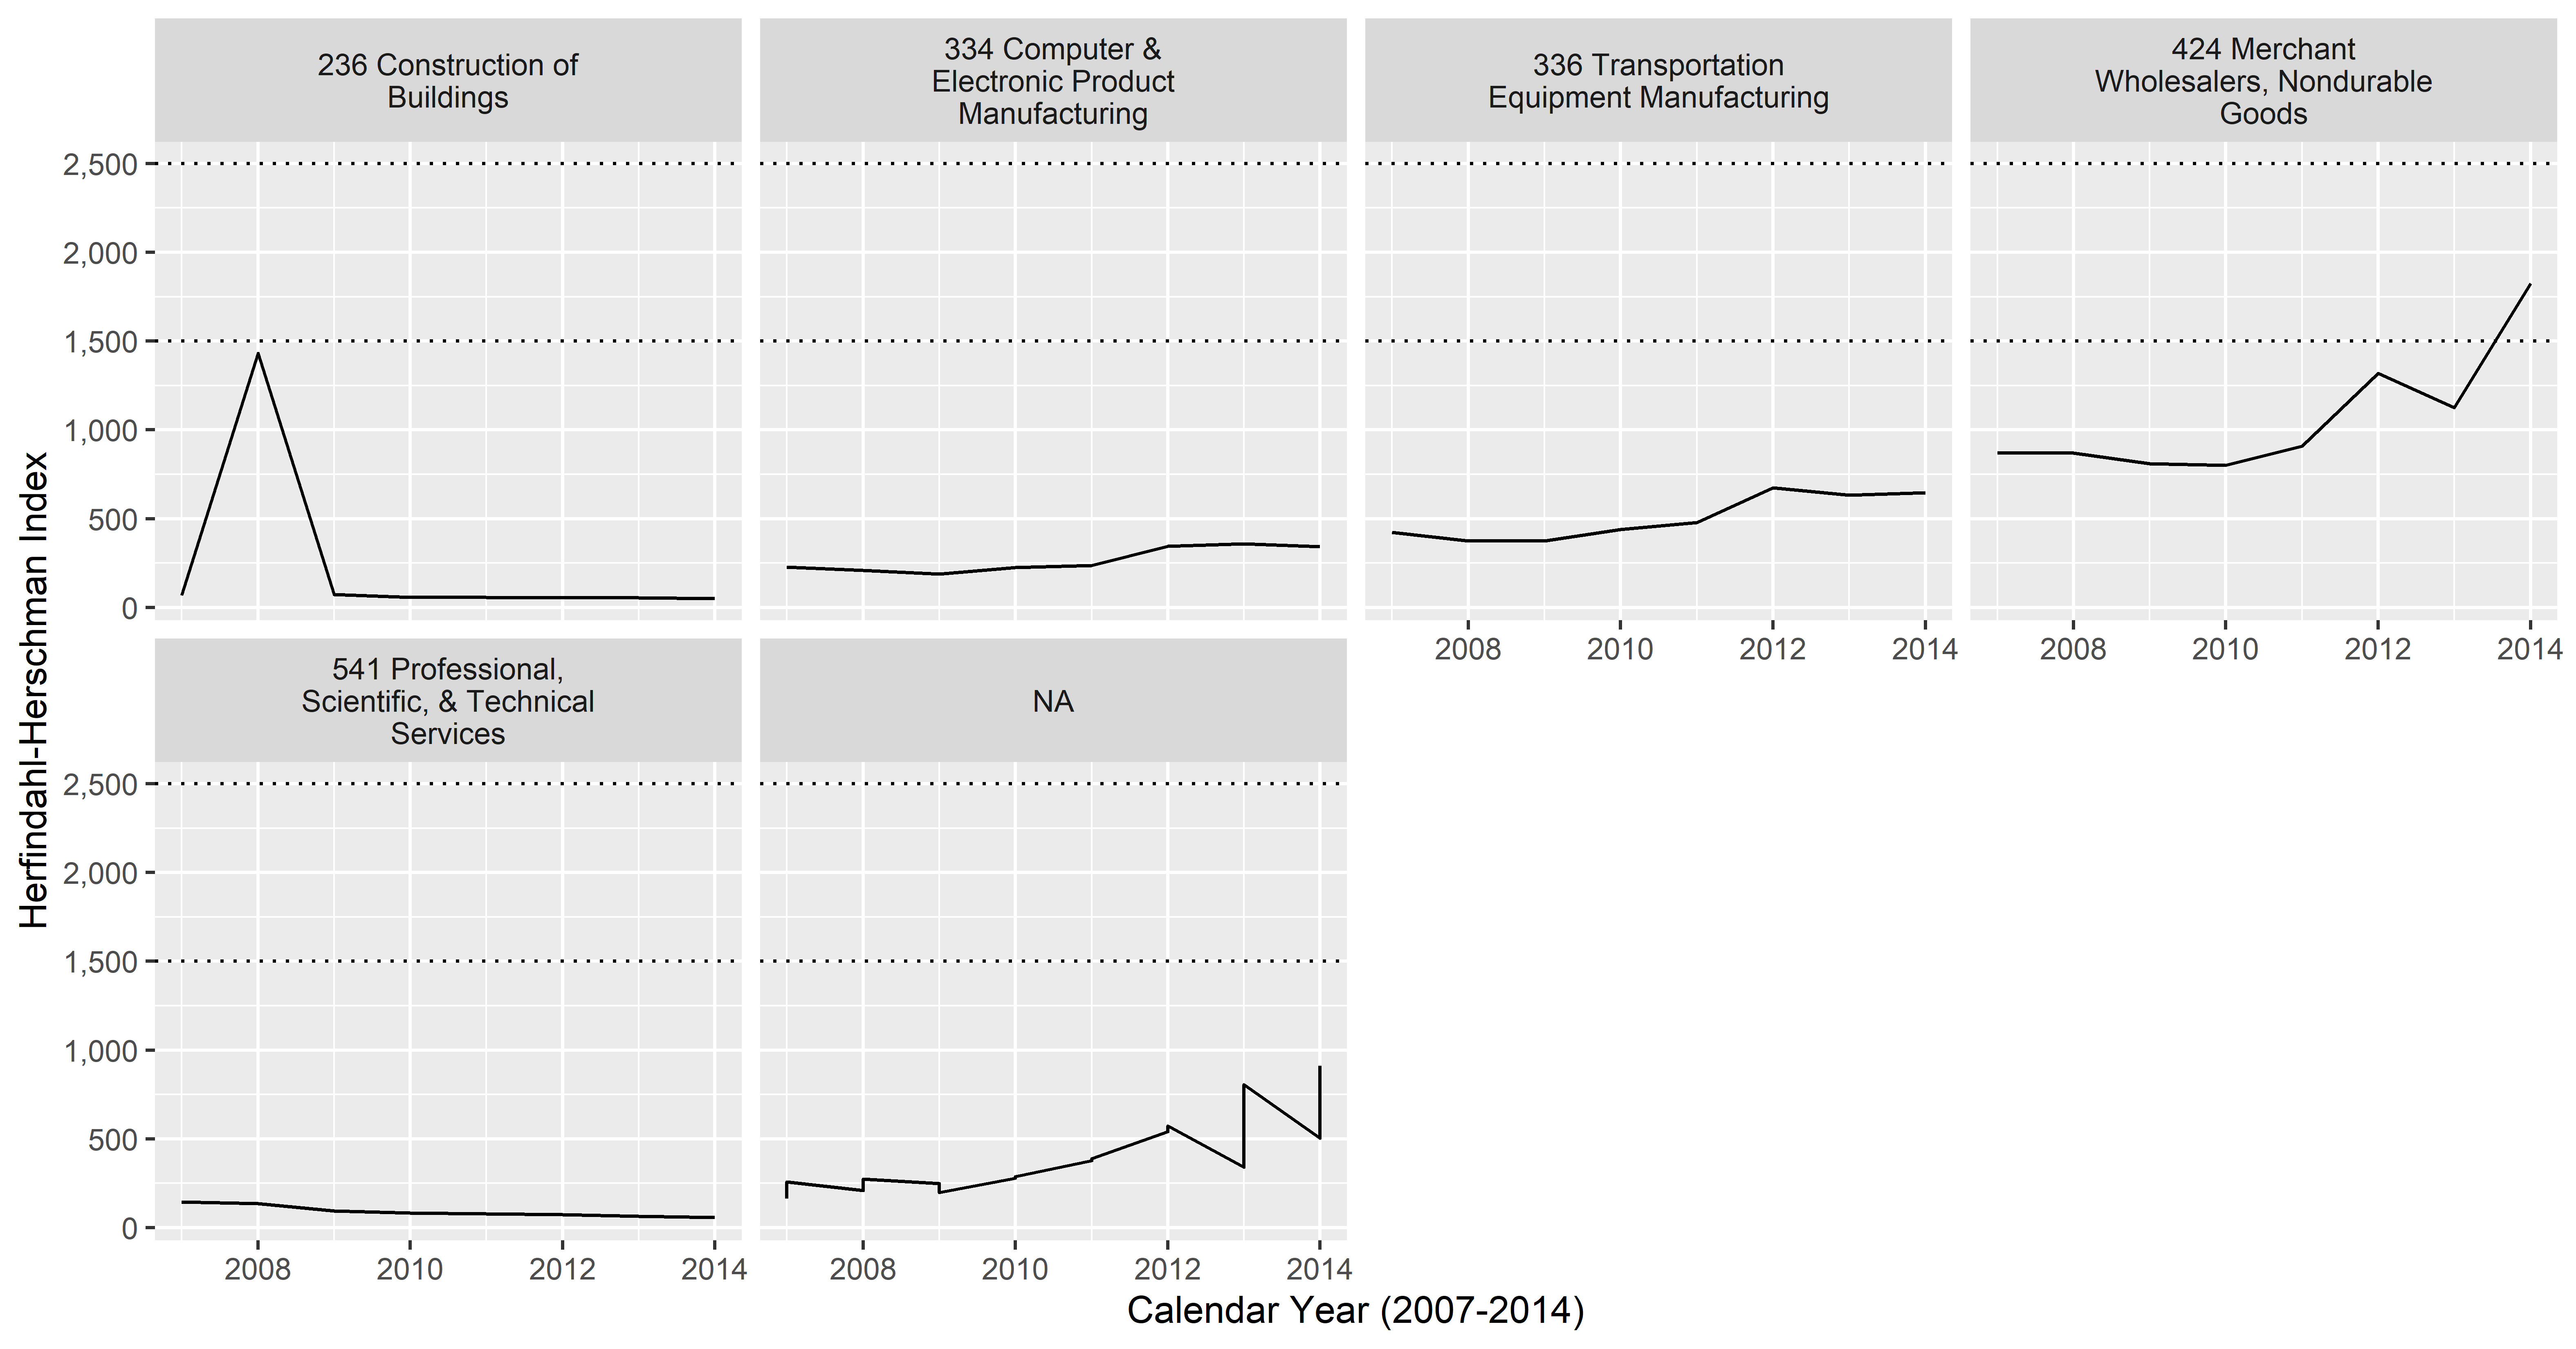 236 Construction of
Buildings
334 Computer &
Electronic Product
Manufacturing
336 Transportation
Equipment Manufacturing
424 Merchant
Wholesalers, Nondurable
Goods
2,500
2,000
1,500
1,000
500
0
2008 2010 2012 2014
2008 2010 2012 2014
541 Professional,
Scientific, & Technical
Services
NA
2,500
2,000
1,500
1,000
500
0
2008 2010 2012 2014
2008 2010 2012 2014
Herfindahl-Herschman Index
Calendar Year (2007-2014)